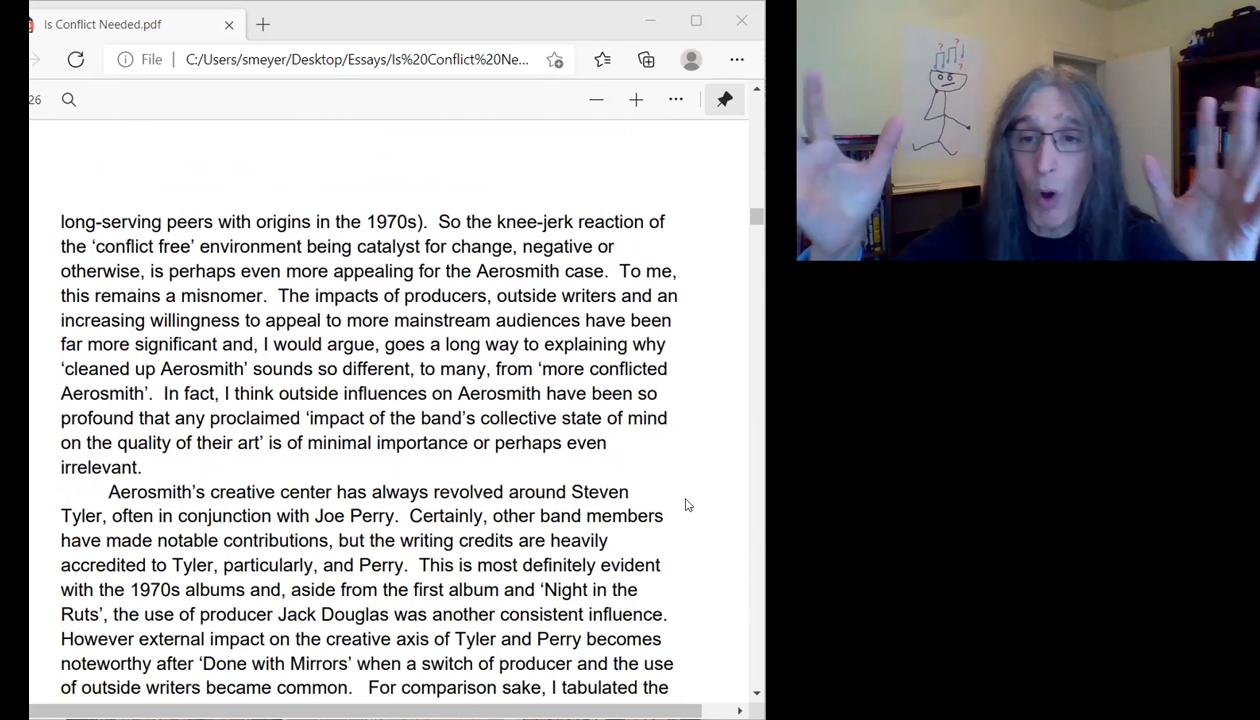 Is Conflict Needed.pdf
File C:/Users/smeyer/Desktop/Essays/Is%20Conflict%20Ne...
26
long-serving peers with origins in the 1970s). So the knee-jerk reaction of
the ‘conflict free’ environment being catalyst for change, negative or
otherwise, is perhaps even more appealing for the Aerosmith case. To me,
this remains a misnomer. The impacts of producers, outside writers and an
increasing willingness to appeal to more mainstream audiences have been
far more significant and, I would argue, goes a long way to explaining why
‘cleaned up Aerosmith’ sounds so different, to many, from ‘more conflicted
Aerosmith’. In fact, I think outside influences on Aerosmith have been so
profound that any proclaimed ‘impact of the band’s collective state of mind
on the quality of their art’ is of minimal importance or perhaps even
irrelevant.
Aerosmith’s creative center has always revolved around Steven
Tyler, often in conjunction with Joe Perry. Certainly, other band members
have made notable contributions, but the writing credits are heavily
accredited to Tyler, particularly, and Perry. This is most definitely evident
with the 1970s albums and, aside from the first album and ‘Night in the
Ruts’, the use of producer Jack Douglas was another consistent influence.
However external impact on the creative axis of Tyler and Perry becomes
noteworthy after ‘Done with Mirrors’ when a switch of producer and the use
of outside writers became common. For comparison sake, I tabulated the